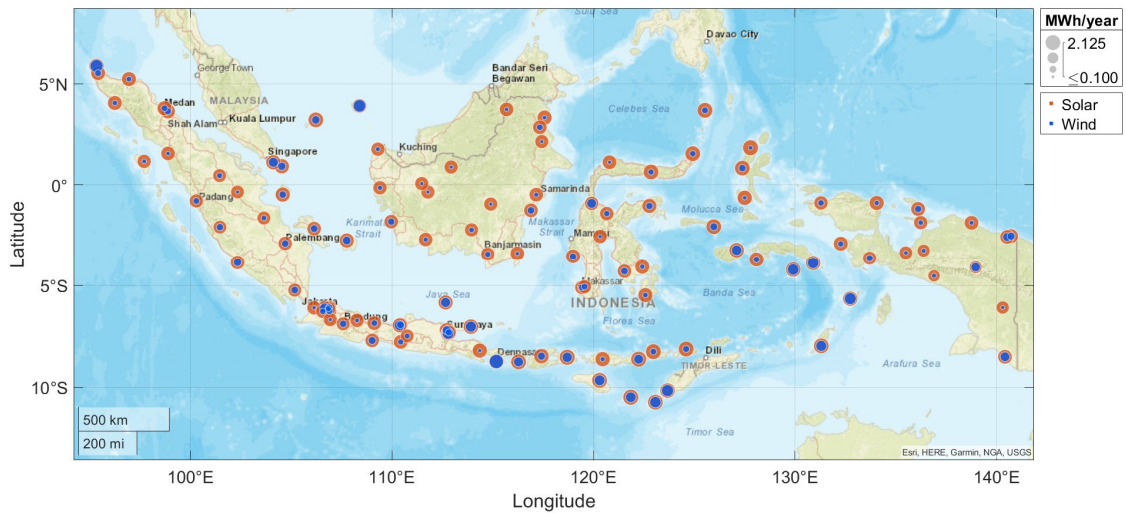 Sulu Sea
Davao City
MWh/year
2.125
≤0.100
Solar
Wind
5°N
0°
5°S
10°S
Latitude
George Town
Medan
MALAYSIA
Shah Alam
Kuala Lumpur
Singapore
Bandar Seri
Begawan
Celebes Sea
Kuching
Padang
Samarinda
Karimata
Strait
Makassar
Strait
Molucca Sea
Palembang
Banjarmasin
Makassar
Banda Sea
Java Sea
INDONESIA
Jakarta
Bandung
Surabaya
Flores Sea
Denpasar
Dili
TIMOR-LESTE
Arafura Sea
Timor Sea
500 km
200 mi
Esri, HERE, Garmin, NGA, USGS
100°E
110°E
120°E
130°E
140°E
Longitude